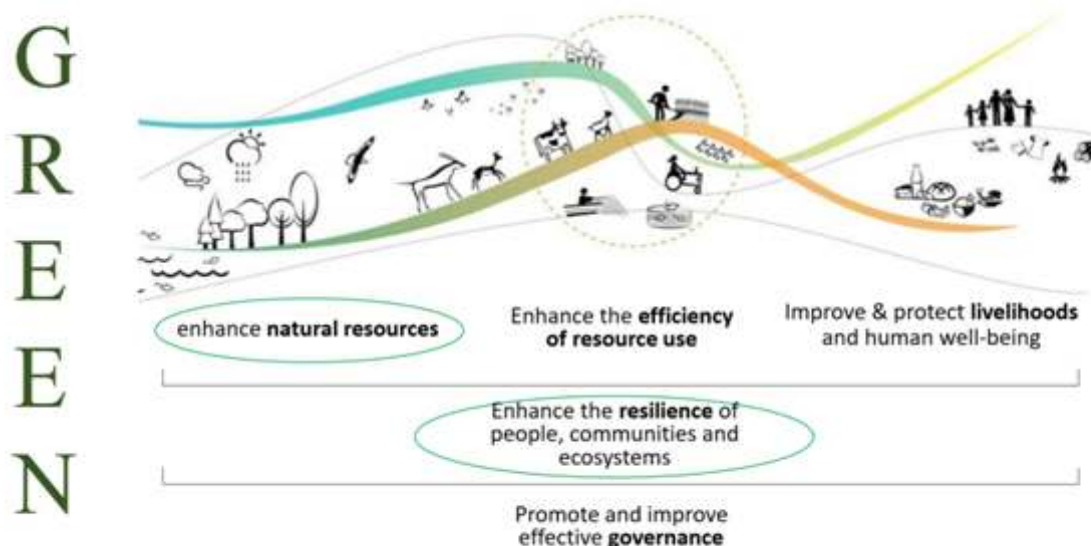 G
R
E
E
N
enhance natural resources
Enhance the efficiency
of resource use
Improve & protect livelihoods
and human well-being
Enhance the resilience of
people, communities and
ecosystems
Promote and improve
effective governance